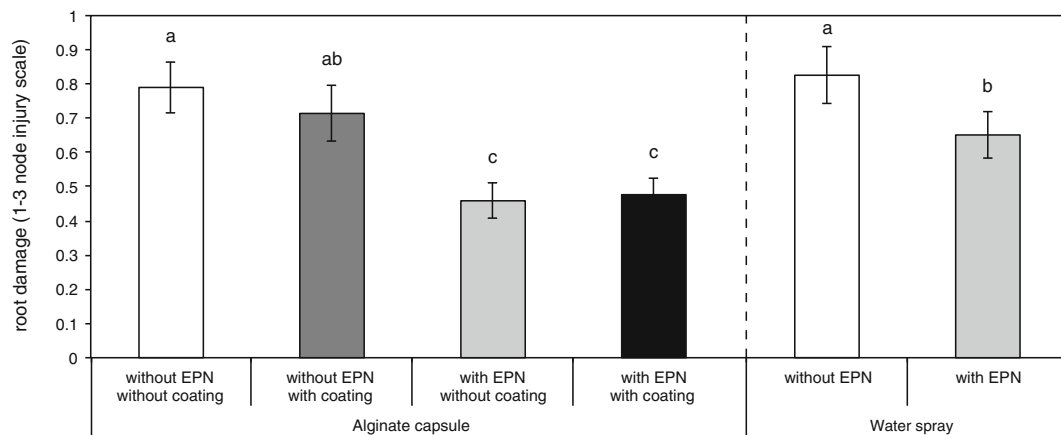 root damage (1-3 node injury scale)
1
0.9
0.8
0.7
0.6
0.5
0.4
0.3
0.2
0.1
0
a
ab
c
c
a
b
without EPN
without coating
without EPN
with coating
with EPN
without coating
with EPN
with coating
without EPN
with EPN
Alginate capsule
Water spray